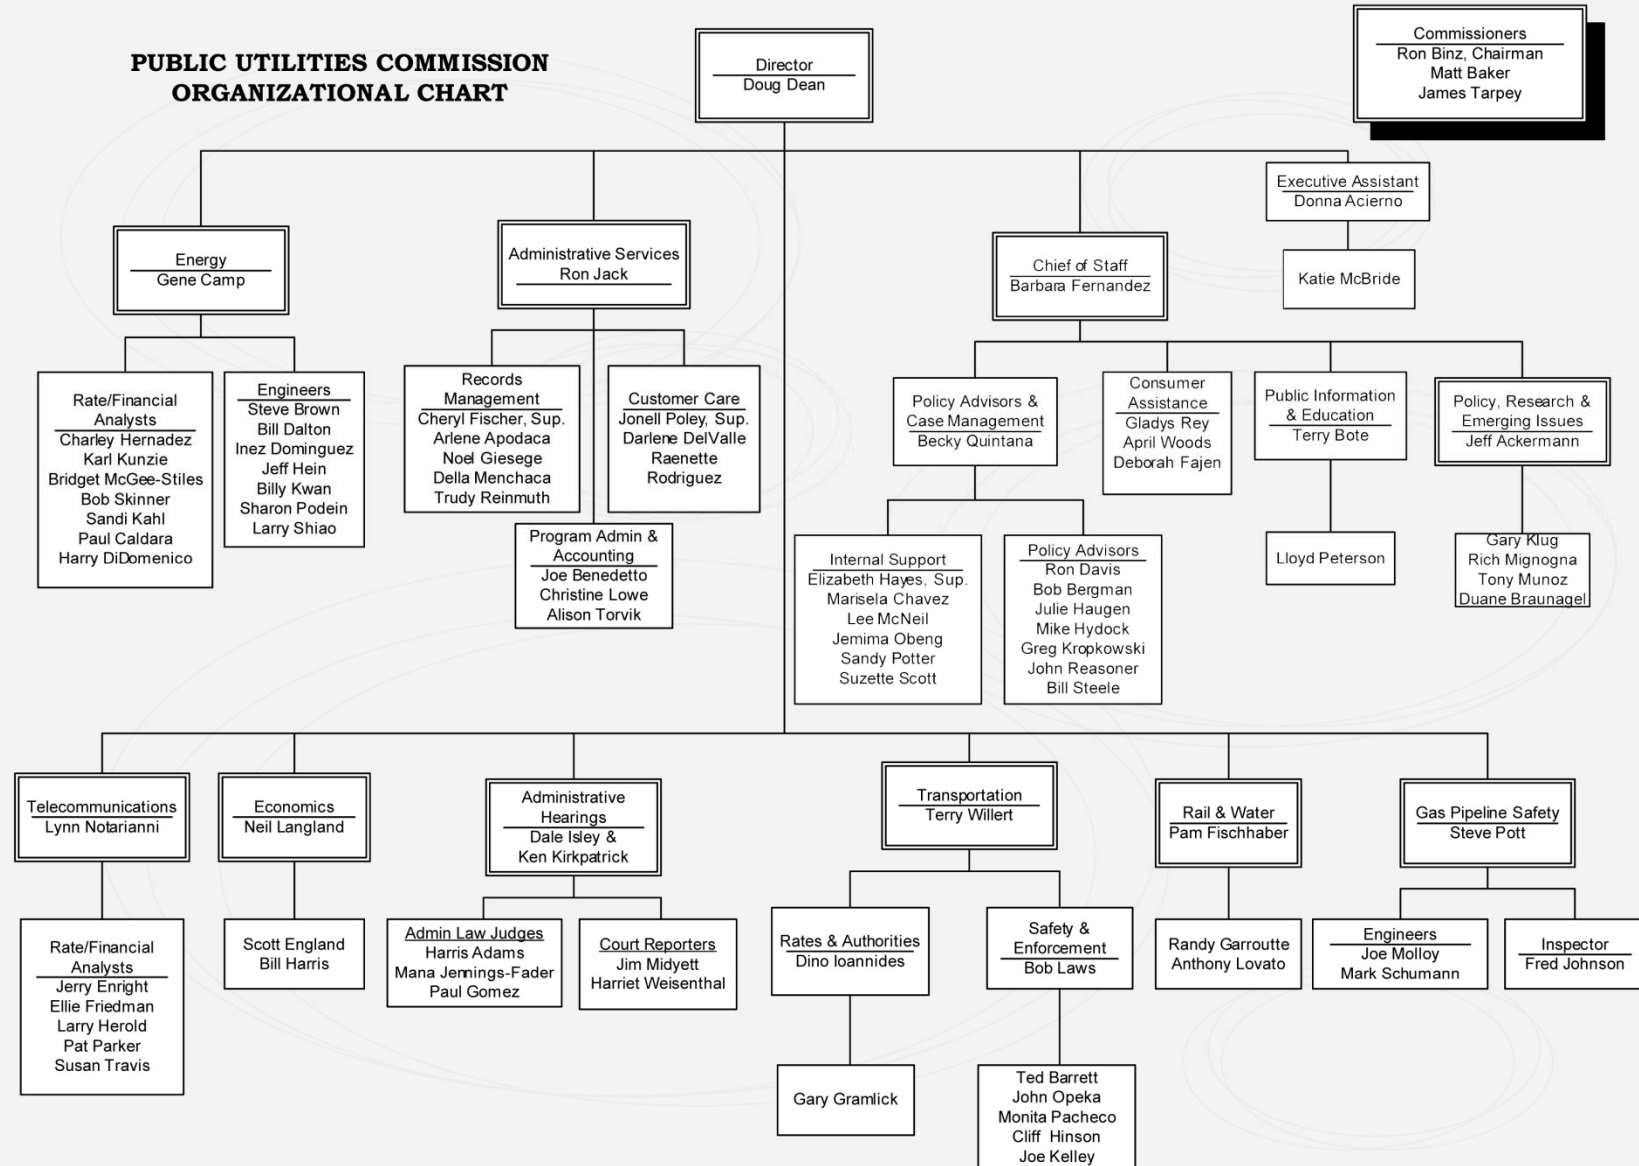 PUBLIC UTILITIES COMMISSION
ORGANIZATIONAL CHART
Director
Doug Dean
Commissioners
Ron Binz, Chairman
Matt Baker
James Tarpey
Executive Assistant
Donna Acierno
Katie McBride
Energy
Gene Camp
Administrative Services
Ron Jack
Chief of Staff
Barbara Fernandez
Rate/Financial
Analysts
Charley Hernadez
Karl Kunzie
Bridget McGee-Stiles
Bob Skinner
Sandi Kahl
Paul Caldara
Harry DiDomenico
Engineers
Steve Brown
Bill Dalton
Inez Dominguez
Jeff Hein
Billy Kwan
Sharon Podein
Larry Shiao
Records
Management
Cheryl Fischer, Sup.
Arlene Apodaca
Noel Giesege
Della Menchaca
Trudy Reinmuth
Customer Care
Jonell Poley, Sup.
Darlene DelValle
Raenette
Rodriguez
Program Admin &
Accounting
Joe Benedetto
Christine Lowe
Alison Torvik
Policy Advisors &
Case Management
Becky Quintana
Consumer
Assistance
Gladys Rey
April Woods
Deborah Fajen
Public Information
& Education
Terry Bote
Policy, Research &
Emerging Issues
Jeff Ackermann
Internal Support
Elizabeth Hayes, Sup.
Marisela Chavez
Lee McNeil
Jemima Obeng
Sandy Potter
Suzette Scott
Policy Advisors
Ron Davis
Bob Bergman
Julie Haugen
Mike Hydock
Greg Kropkowski
John Reasoner
Bill Steele
Lloyd Peterson
Gary Klug
Rich Mignogna
Tony Munoz
Duane Braunagel
Telecommunications
Lynn Notarianni
Economics
Neil Langland
Administrative
Hearings
Dale Isley &
Ken Kirkpatrick
Transportation
Terry Willert
Rail & Water
Pam Fischhaber
Gas Pipeline Safety
Steve Pott
Rate/Financial
Analysts
Jerry Enright
Ellie Friedman
Larry Herold
Pat Parker
Susan Travis
Scott England
Bill Harris
Admin Law Judges
Harris Adams
Mana Jennings-Fader
Paul Gomez
Court Reporters
Jim Midyett
Harriet Weisenthal
Rates & Authorities
Dino Ioannides
Safety &
Enforcement
Bob Laws
Randy Garroutte
Anthony Lovato
Engineers
Joe Molloy
Mark Schumann
Inspector
Fred Johnson
Gary Gramlick
Ted Barrett
John Opeka
Monita Pacheco
Cliff Hinson
Joe Kelley